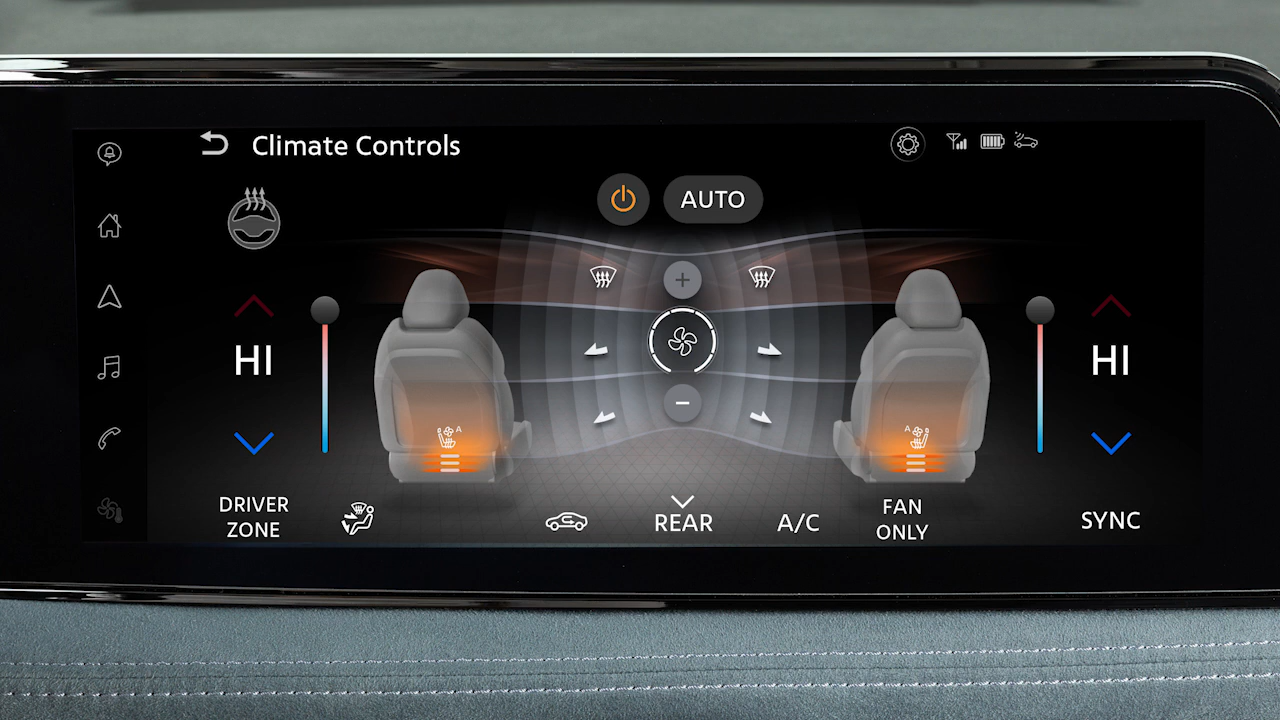 Climate Controls
AUTO
HI
HI
A
A
DRIVER
ZONE
REAR
A/C
FAN
ONLY
SYNC